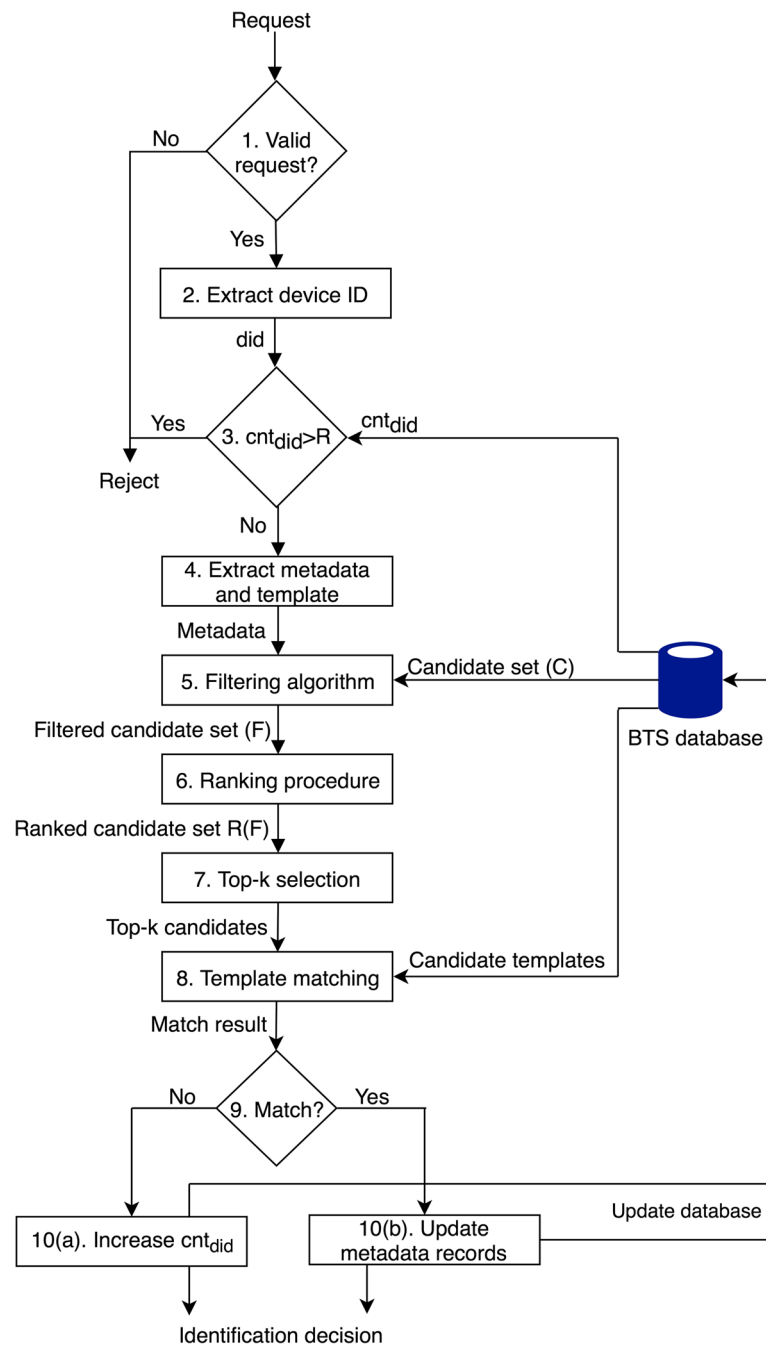 Request
No
1. Valid
request?
Yes
2. Extract device ID
did
Yes
3. cntdid>R
cntdid
Reject
No
4. Extract metadata
and template
Metadata
5. Filtering algorithm
Candidate set (C)
Filtered candidate set (F)
BTS database
6. Ranking procedure
Ranked candidate set R(F)
7. Top-k selection
Top-k candidates
8. Template matching
Candidate templates
Match result
No
9. Match?
Yes
Update database
10(a). Increase cntdid
10(b). Update
metadata records
Identification decision